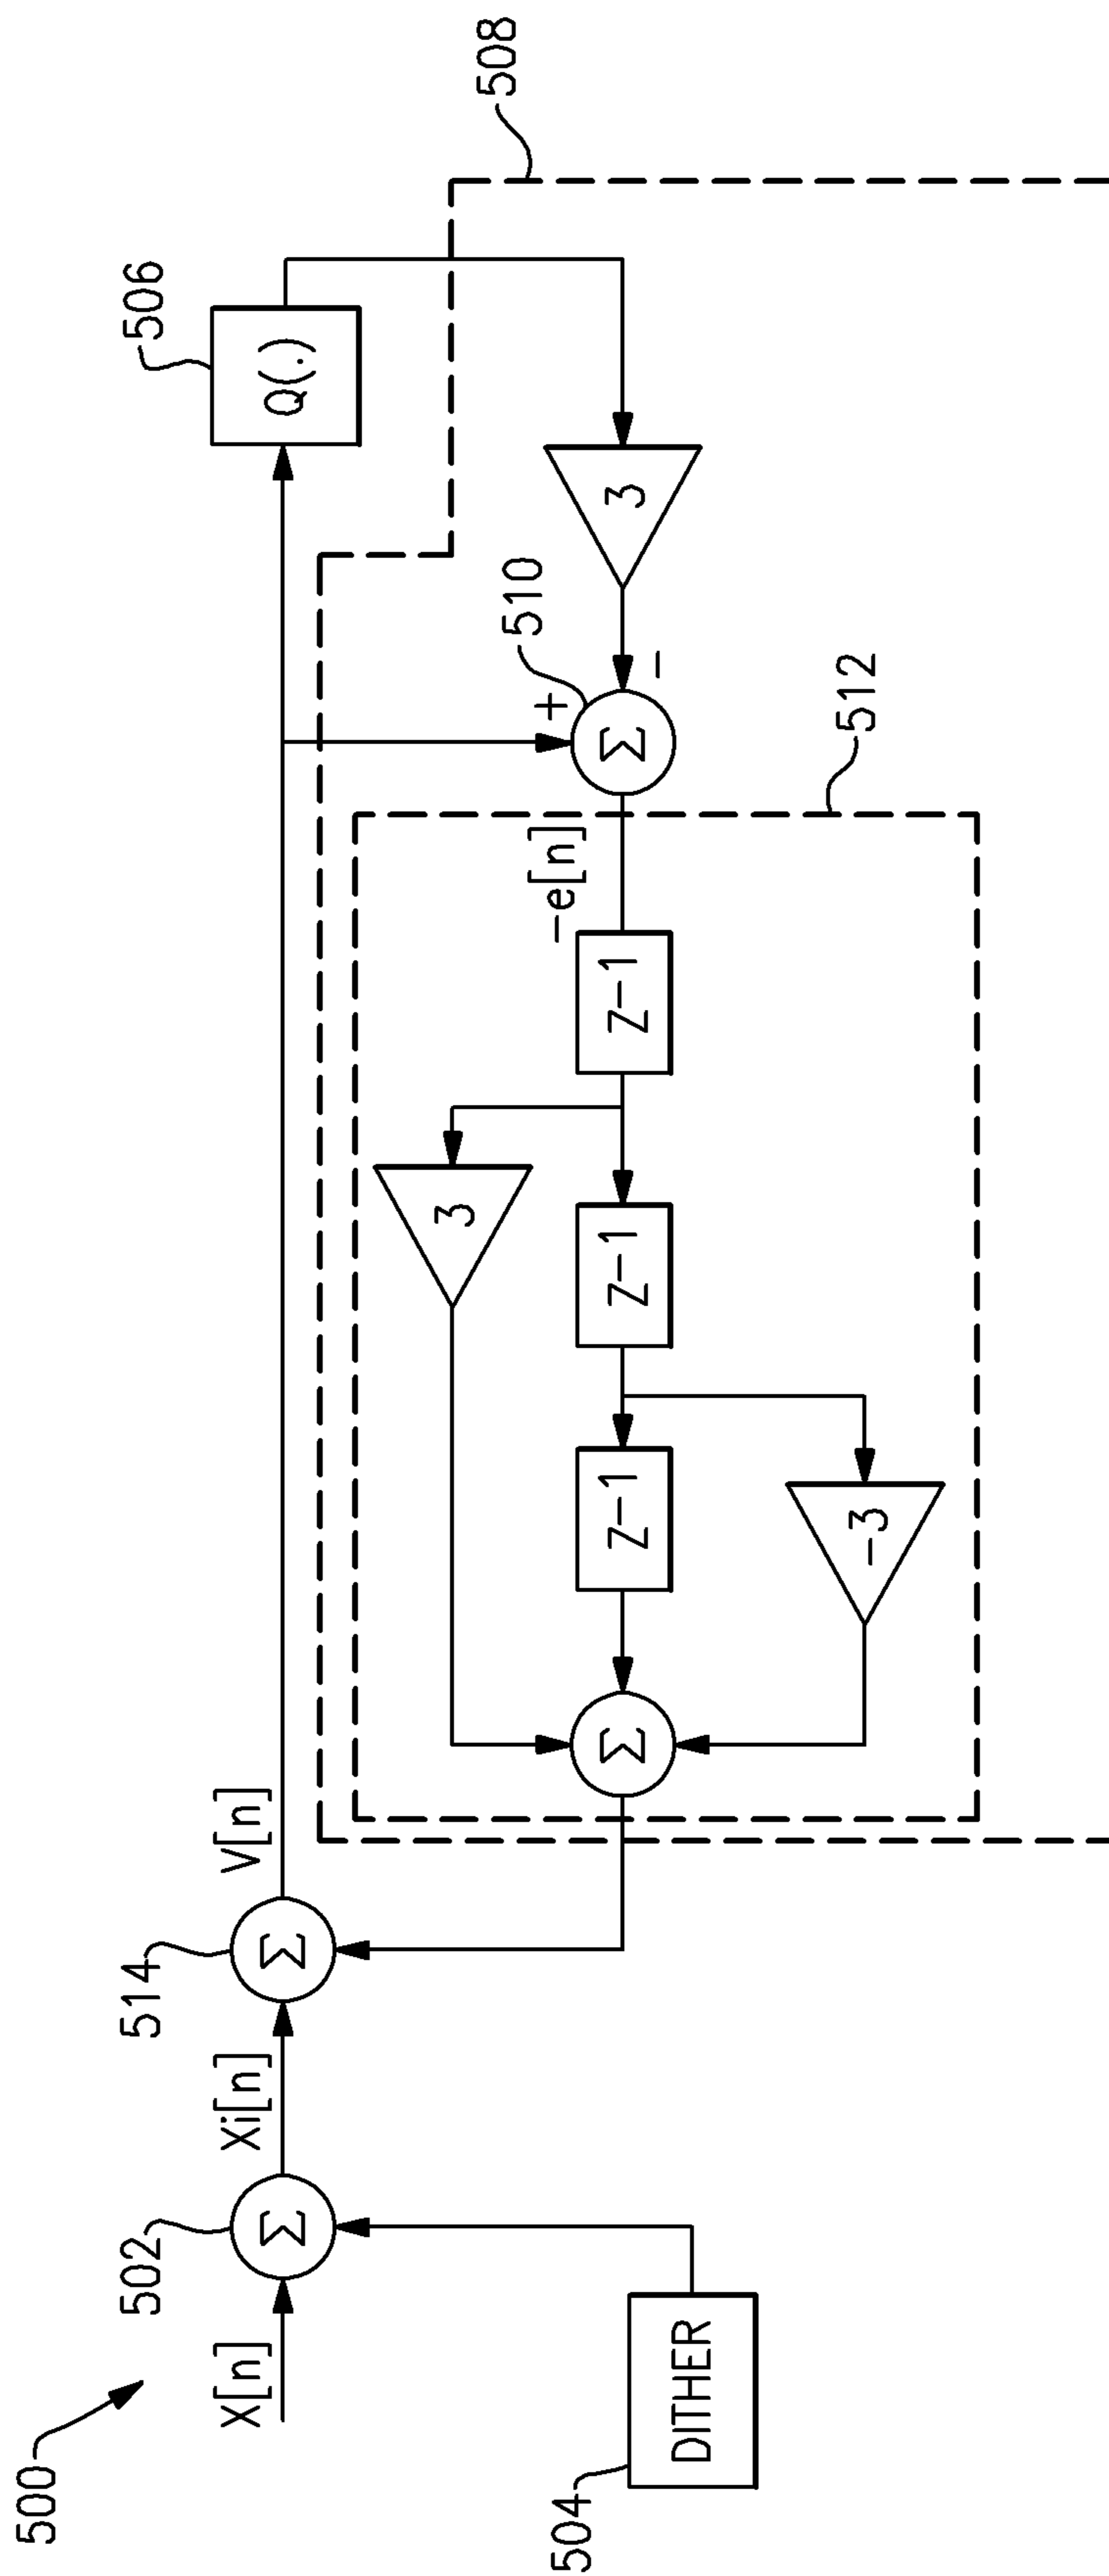 500
X[n]
502
Σ
Xi[n]
514
Σ
V[n]
506
Q(.)
508
504
DITHER
512
Σ
3
Z-1
-3
Z-1
Z-1
-e[n]
510
Σ
+
-
3